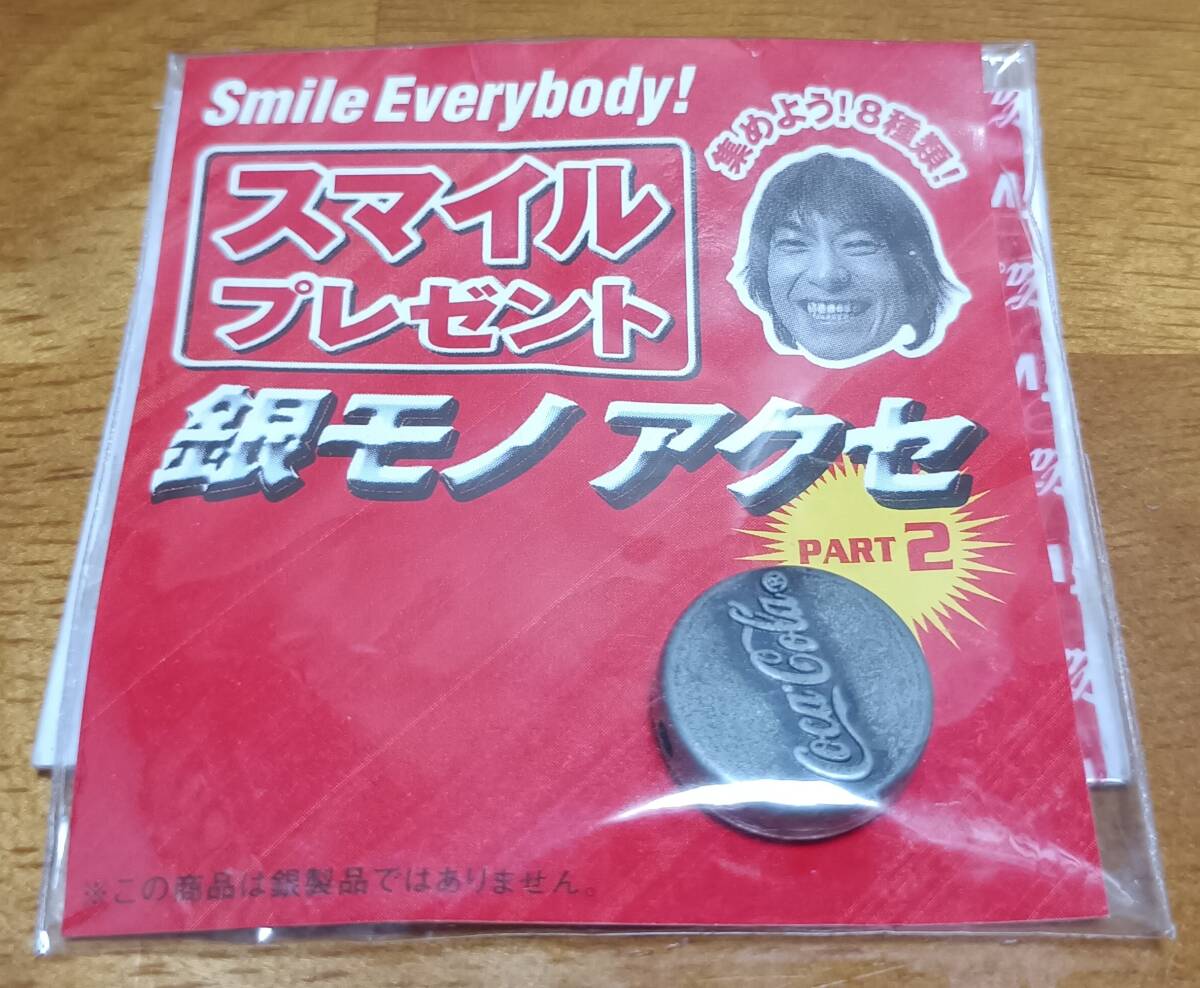 Smile Everybody!
集めよう!8種類!
スマイル
プレゼント
銀モノアクセ
PART 2
Coca-Cola®
※この商品は銀製品ではありません。